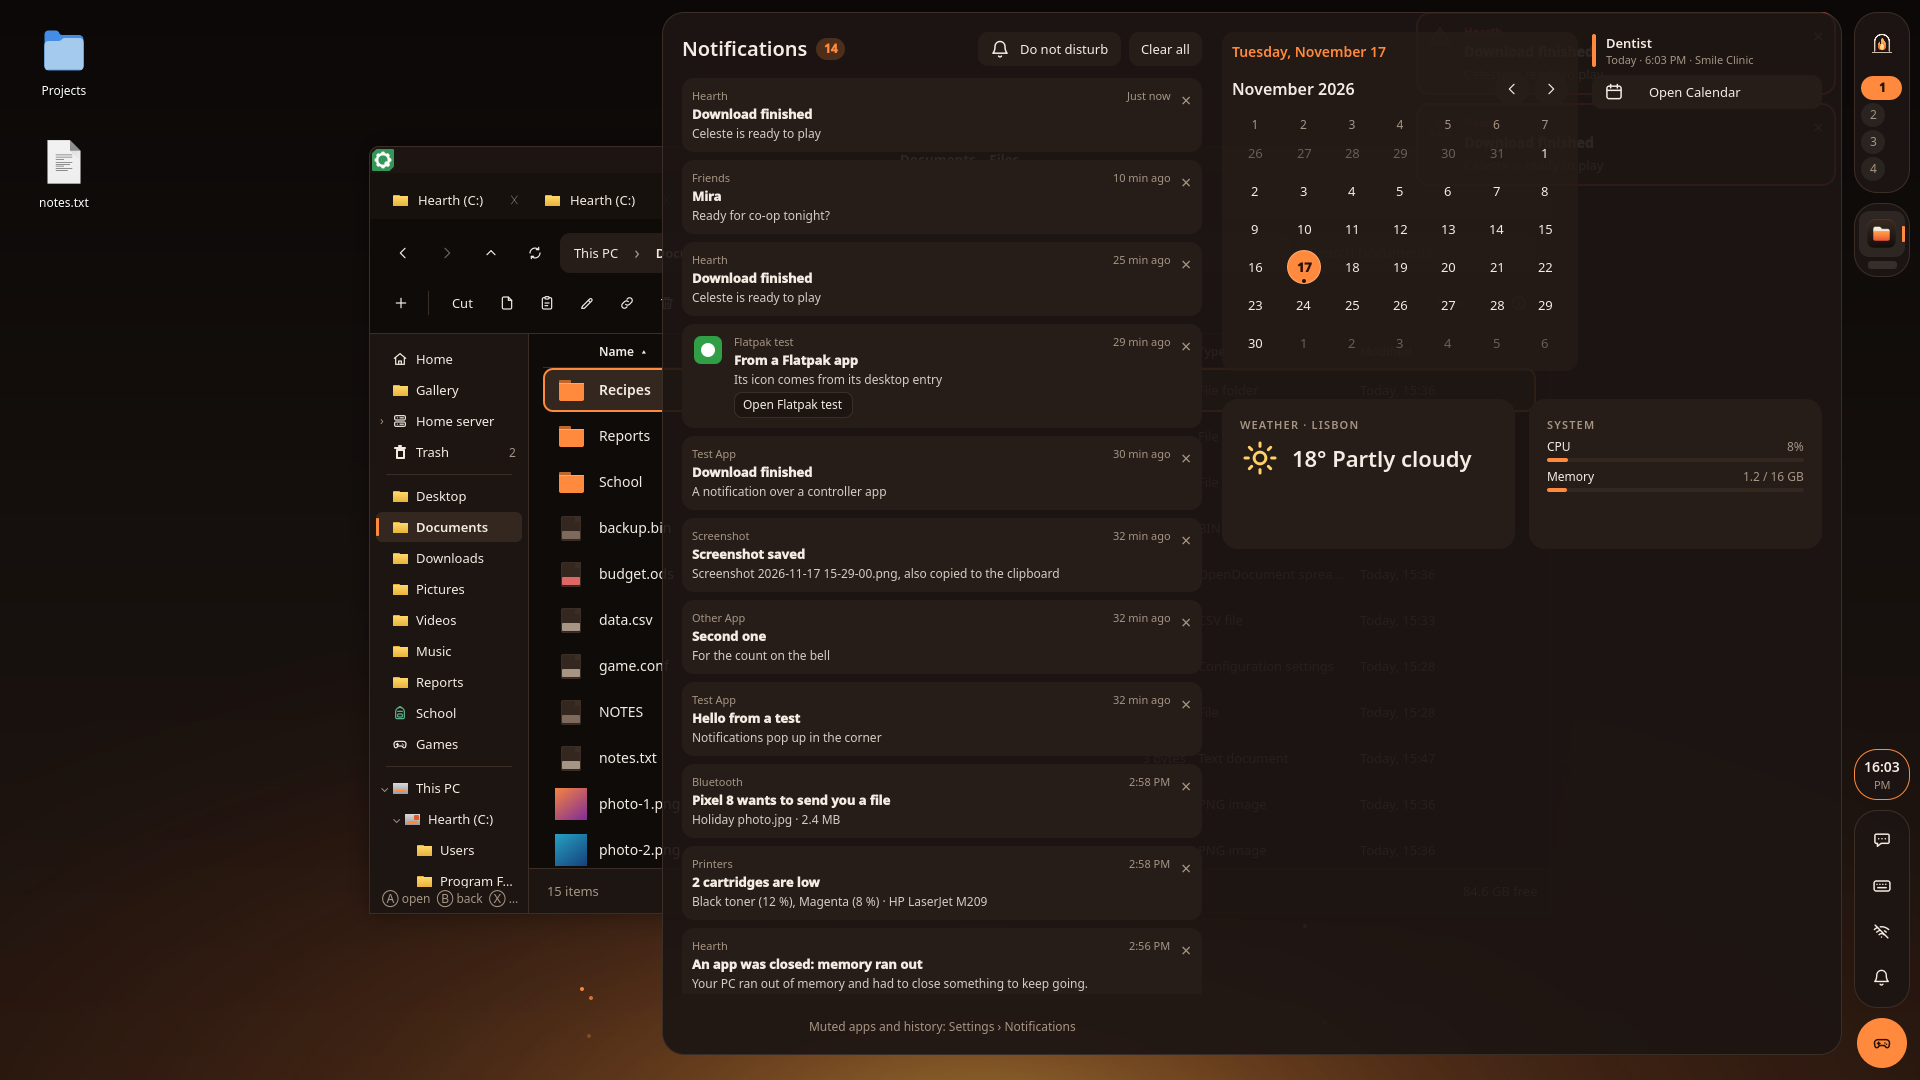 Projects
notes.txt
Hearth (C:)
X
Hearth (C:)
This PC
Cut
Home
Gallery
Home server
Trash
2
Desktop
Documents
Downloads
Pictures
Videos
Music
Reports
School
Games
This PC
Hearth (C:)
Users
Program F...
A open B back X ...
Name
Recipes
Reports
School
backup.bin
budget.ods
data.csv
game.conf
NOTES
notes.txt
photo-1.png
photo-2.png
15 items
Notifications 14
Do not disturb
Clear all
Hearth
Just now
Download finished
Celeste is ready to play
Friends
10 min ago
Mira
Ready for co-op tonight?
Hearth
25 min ago
Download finished
Celeste is ready to play
Flatpak test
29 min ago
From a Flatpak app
Its icon comes from its desktop entry
Open Flatpak test
Test App
30 min ago
Download finished
A notification over a controller app
Screenshot
32 min ago
Screenshot saved
Screenshot 2026-11-17 15-29-00.png, also copied to the clipboard
Other App
32 min ago
Second one
For the count on the bell
Test App
32 min ago
Hello from a test
Notifications pop up in the corner
Bluetooth
2:58 PM
Pixel 8 wants to send you a file
Holiday photo.jpg · 2.4 MB
Printers
2:58 PM
2 cartridges are low
Black toner (12 %), Magenta (8 %) · HP LaserJet M209
Hearth
2:56 PM
An app was closed: memory ran out
Your PC ran out of memory and had to close something to keep going.
Muted apps and history: Settings › Notifications
Tuesday, November 17
November 2026
1 2 3 4 5 6 7
26 27 28 29 30 31 1
2 3 4 5 6 7 8
9 10 11 12 13 14 15
16 17 18 19 20 21 22
23 24 25 26 27 28 29
30 1 2 3 4 5 6
Dentist
Today · 6:03 PM · Smile Clinic
Open Calendar
WEATHER · LISBON
18° Partly cloudy
SYSTEM
CPU
8%
Memory
1.2 / 16 GB
1
2
3
4
16:03
PM